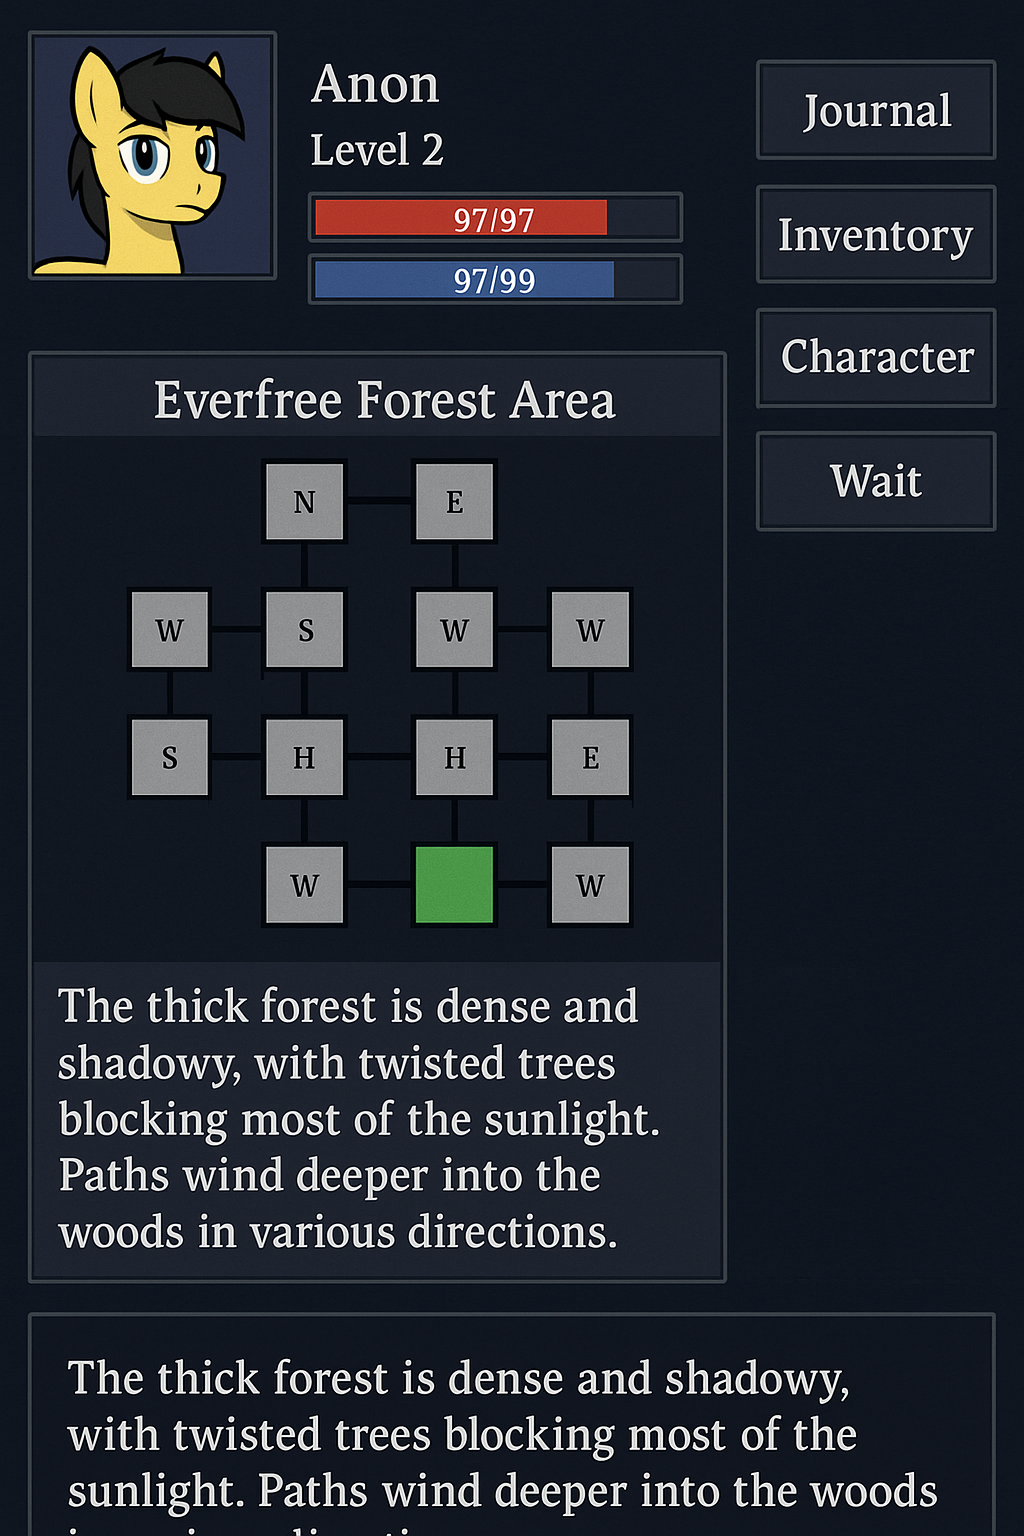 Anon
Level 2
97/97
97/99
Journal
Inventory
Character
Wait
Everfree Forest Area
N E
W S W W
S H H E
W W
The thick forest is dense and
shadowy, with twisted trees
blocking most of the sunlight.
Paths wind deeper into the
woods in various directions.
The thick forest is dense and shadowy,
with twisted trees blocking most of the
sunlight. Paths wind deeper into the woods